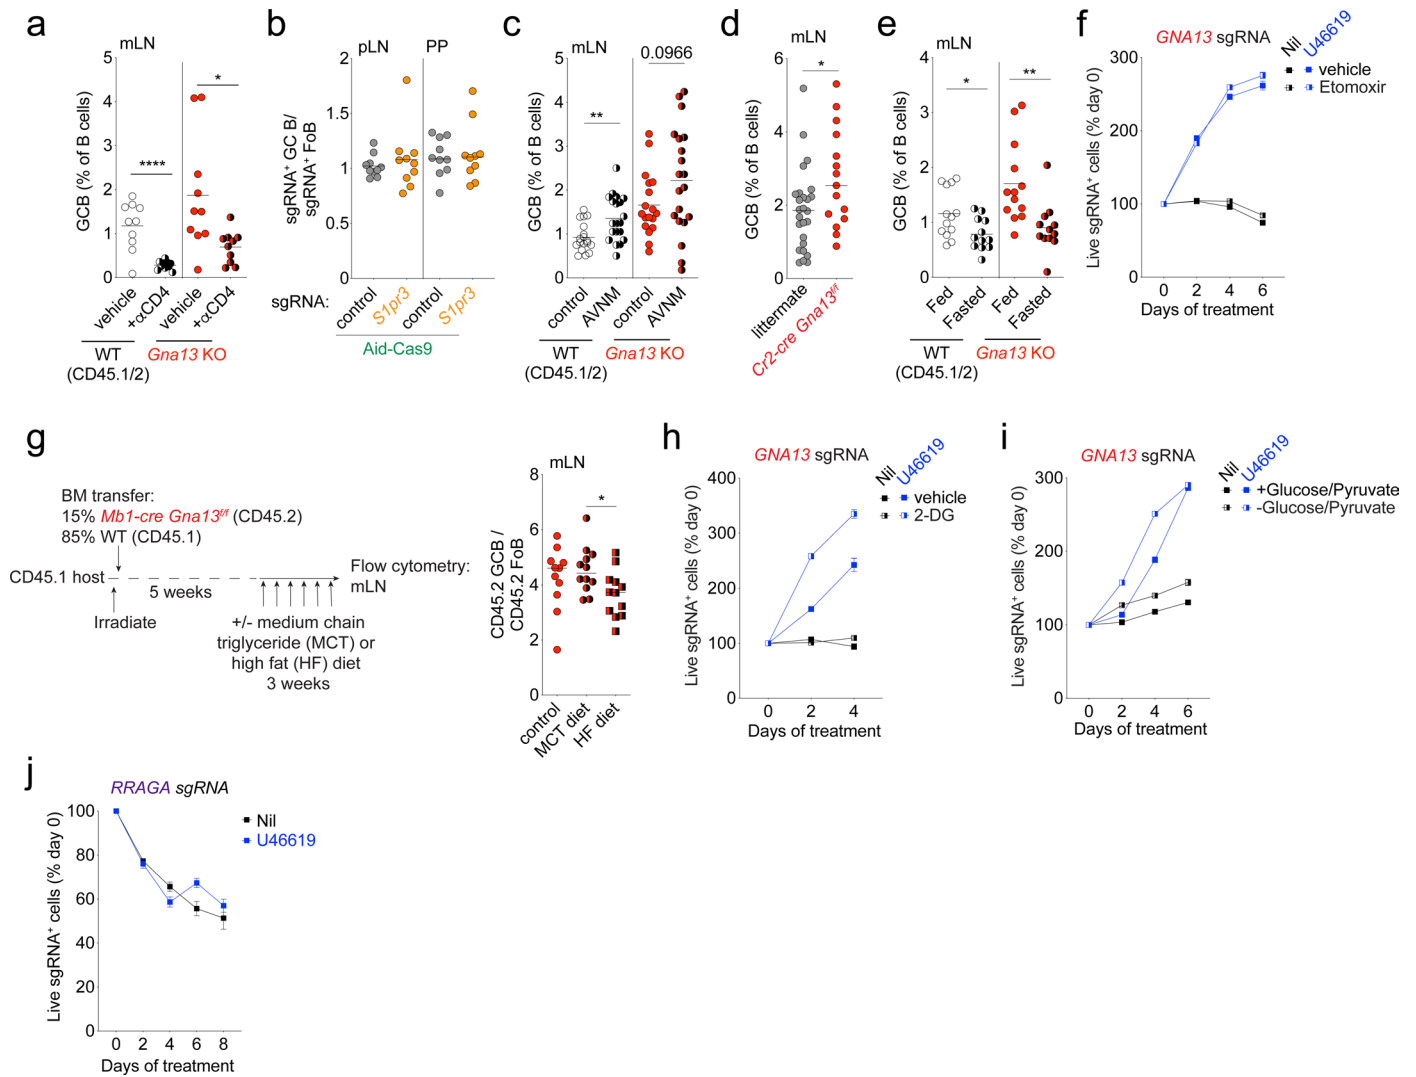 a
mLN
GCB (% of B cells)
5
4
3
2
1
0
****
*
vehicle
+αCD4
vehicle
+αCD4
WT
(CD45.1/2)
Gna13 KO
b
pLN
PP
sgRNA+ GC B/
sgRNA+ FoB
2
1.5
1
0.5
0
sgRNA:
control
S1pr3
control
S1pr3
Aid-Cas9
c
mLN
0.0966
GCB (% of B cells)
5
4
3
2
1
0
**
control
AVNM
control
AVNM
WT
(CD45.1/2)
Gna13 KO
d
mLN
*
GCB (% of B cells)
6
4
2
0
littermate
Cr2-cre Gna13f/f
e
mLN
GCB (% of B cells)
4
3
2
1
0
*
**
Fed
Fasted
Fed
Fasted
WT
(CD45.1/2)
Gna13 KO
f
GNA13 sgRNA
Nil
U46619
vehicle
Etomoxir
Live sgRNA+ cells (% day 0)
300
200
100
0
0 2 4 6
Days of treatment
g
BM transfer:
15% Mb1-cre Gna13f/f (CD45.2)
85% WT (CD45.1)
CD45.1 host
5 weeks
Flow cytometry:
mLN
Irradiate
+/- medium chain
triglyceride (MCT) or
high fat (HF) diet
3 weeks
mLN
*
CD45.2 GCB /
CD45.2 FoB
8
6
4
2
0
control
MCT diet
HF diet
h
GNA13 sgRNA
Nil
U46619
vehicle
2-DG
Live sgRNA+ cells (% day 0)
400
300
200
100
0
0 2 4
Days of treatment
i
GNA13 sgRNA
Nil
U46619
+Glucose/Pyruvate
-Glucose/Pyruvate
Live sgRNA+ cells (% day 0)
300
200
100
0
0 2 4 6
Days of treatment
j
RRAGA sgRNA
Nil
U46619
Live sgRNA+ cells (% day 0)
100
80
60
40
20
0
0 2 4 6 8
Days of treatment